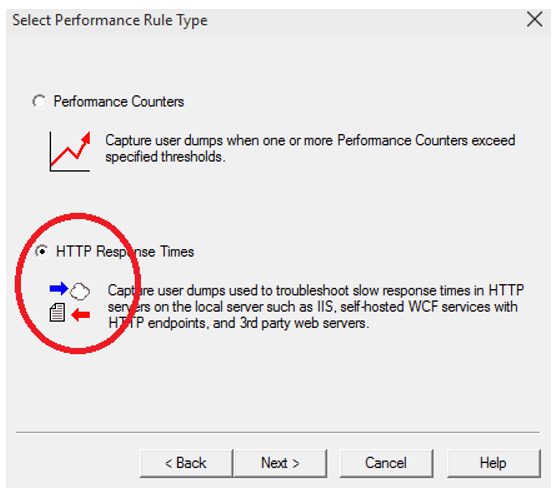 Select Performance Rule Type
Performance Counters
Capture user dumps when one or more Performance Counters exceed
specified thresholds.
HTTP Response Times
Capture user dumps used to troubleshoot slow response times in HTTP
servers on the local server such as IIS, self-hosted WCF services with
HTTP endpoints, and 3rd party web servers.
< Back
Next >
Cancel
Help